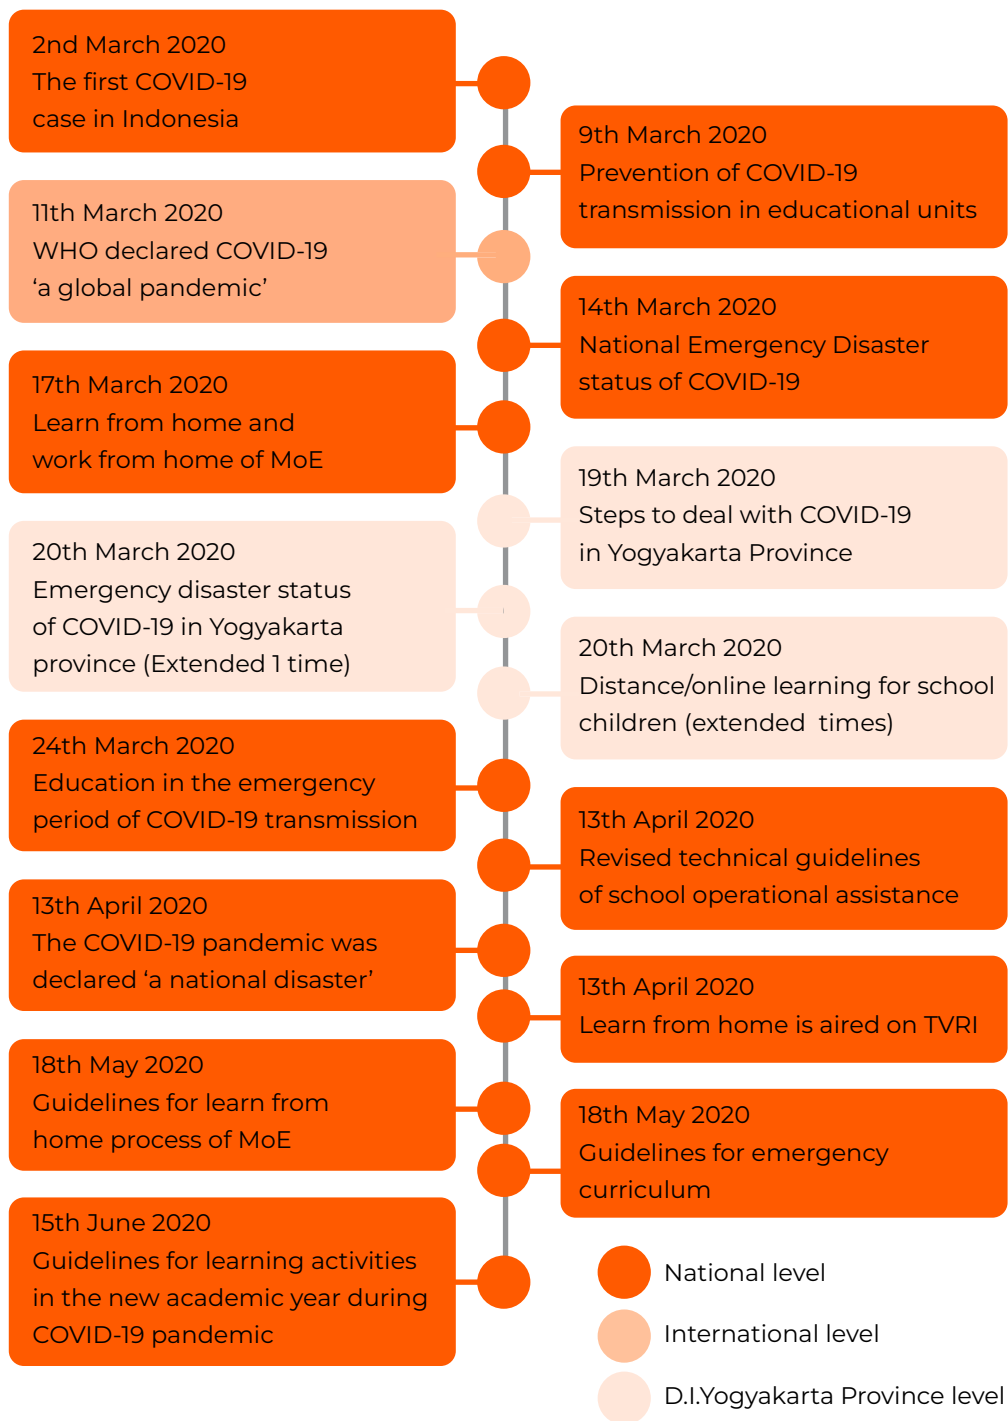 2nd March 2020
The first COVID-19
case in Indonesia
9th March 2020
Prevention of COVID-19
transmission in educational units
11th March 2020
WHO declared COVID-19
‘a global pandemic’
14th March 2020
National Emergency Disaster
status of COVID-19
17th March 2020
Learn from home and
work from home of MoE
19th March 2020
Steps to deal with COVID-19
in Yogyakarta Province
20th March 2020
Emergency disaster status
of COVID-19 in Yogyakarta
province (Extended 1 time)
20th March 2020
Distance/online learning for school
children (extended  times)
24th March 2020
Education in the emergency
period of COVID-19 transmission
13th April 2020
Revised technical guidelines
of school operational assistance
13th April 2020
The COVID-19 pandemic was
declared ‘a national disaster’
13th April 2020
Learn from home is aired on TVRI
18th May 2020
Guidelines for learn from
home process of MoE
18th May 2020
Guidelines for emergency
curriculum
15th June 2020
Guidelines for learning activities
in the new academic year during
COVID-19 pandemic
National level
International level
D.I.Yogyakarta Province level